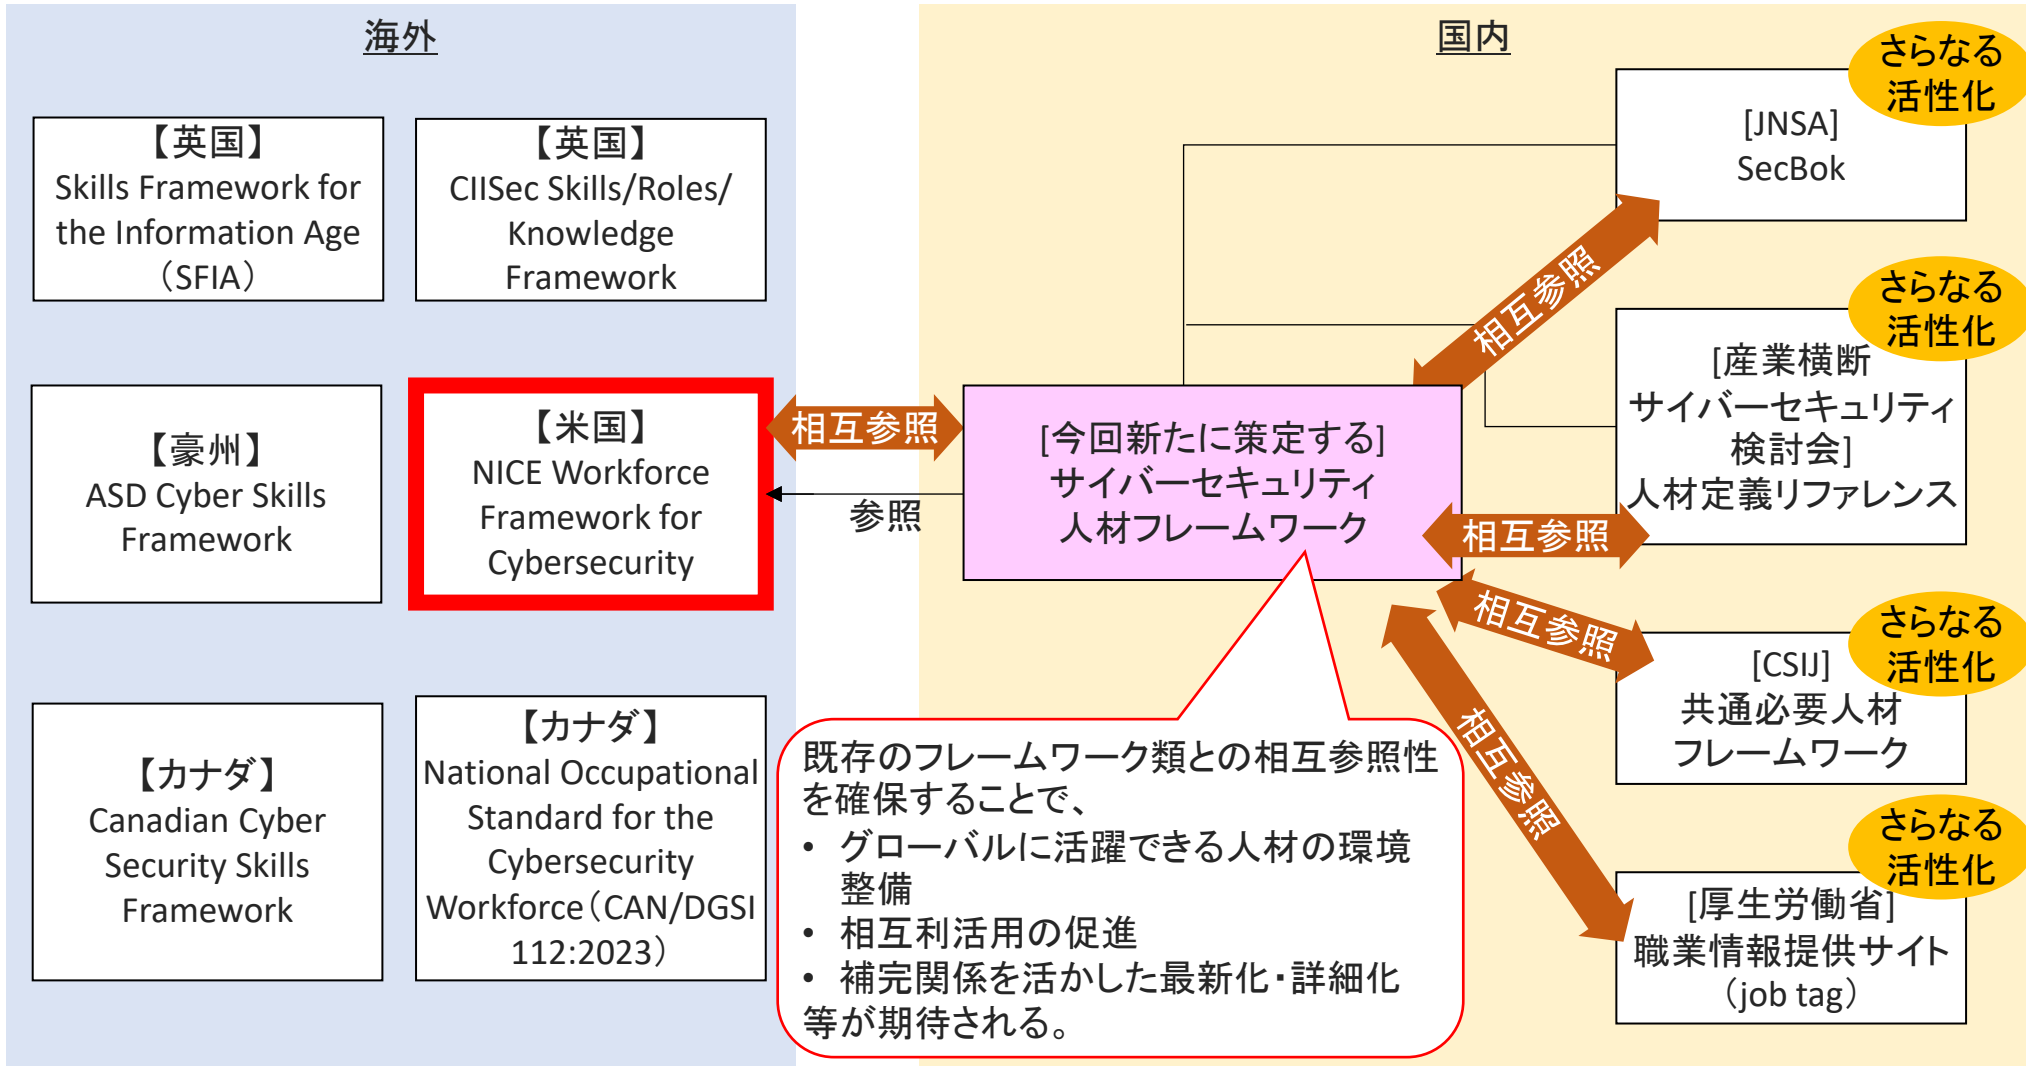 海外
【英国】
Skills Framework for
the Information Age
（SFIA）
【英国】
CIISec Skills/Roles/
Knowledge
Framework
【豪州】
ASD Cyber Skills
Framework
【米国】
NICE Workforce
Framework for
Cybersecurity
【カナダ】
Canadian Cyber
Security Skills
Framework
【カナダ】
National Occupational
Standard for the
Cybersecurity
Workforce（CAN/DGSI
112:2023）
相互参照
参照
国内
[今回新たに策定する]
サイバーセキュリティ
人材フレームワーク
既存のフレームワーク類との相互参照性
を確保することで、
• グローバルに活躍できる人材の環境
整備
• 相互利活用の促進
• 補完関係を活かした最新化・詳細化
等が期待される。
相互参照
相互参照
相互参照
相互参照
さらなる
活性化
[JNSA]
SecBok
さらなる
活性化
[産業横断
サイバーセキュリティ
検討会]
人材定義リファレンス
さらなる
活性化
[CSIJ]
共通必要人材
フレームワーク
さらなる
活性化
[厚生労働省]
職業情報提供サイト
（job tag）